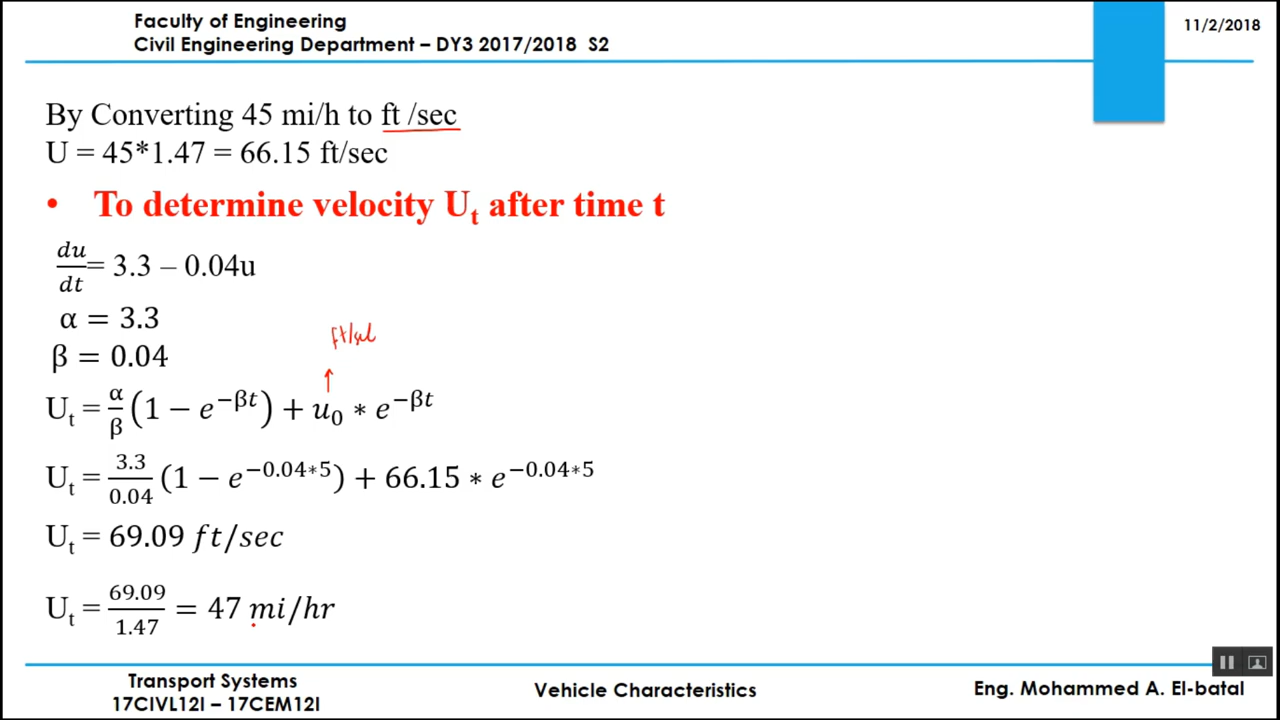 Faculty of Engineering
Civil Engineering Department – DY3 2017/2018 S2
11/2/2018
By Converting 45 mi/h to ft /sec
U = 45*1.47 = 66.15 ft/sec
• To determine velocity Uₜ after time t
du/dt = 3.3 – 0.04u
α = 3.3
ft/sec
β = 0.04
Uₜ = α/β (1 − e^(−βt)) + u₀ ∗ e^(−βt)
Uₜ = 3.3/0.04 (1 − e^(−0.04∗5)) + 66.15 ∗ e^(−0.04∗5)
Uₜ = 69.09 ft/sec
Uₜ = 69.09/1.47 = 47 mi/hr
Transport Systems
17CIVL12I – 17CEM12I
Vehicle Characteristics
Eng. Mohammed A. El-batal